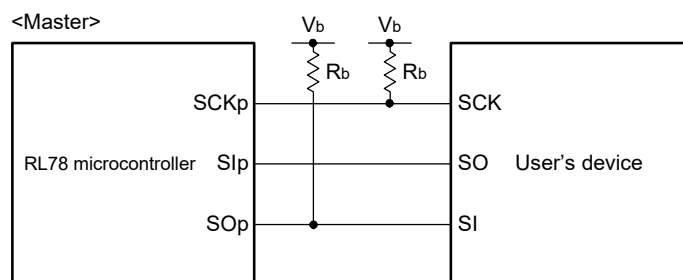 <Master>
Vb Vb
Rb Rb
SCKp SCK
RL78 microcontroller SIp SO User's device
SOp SI